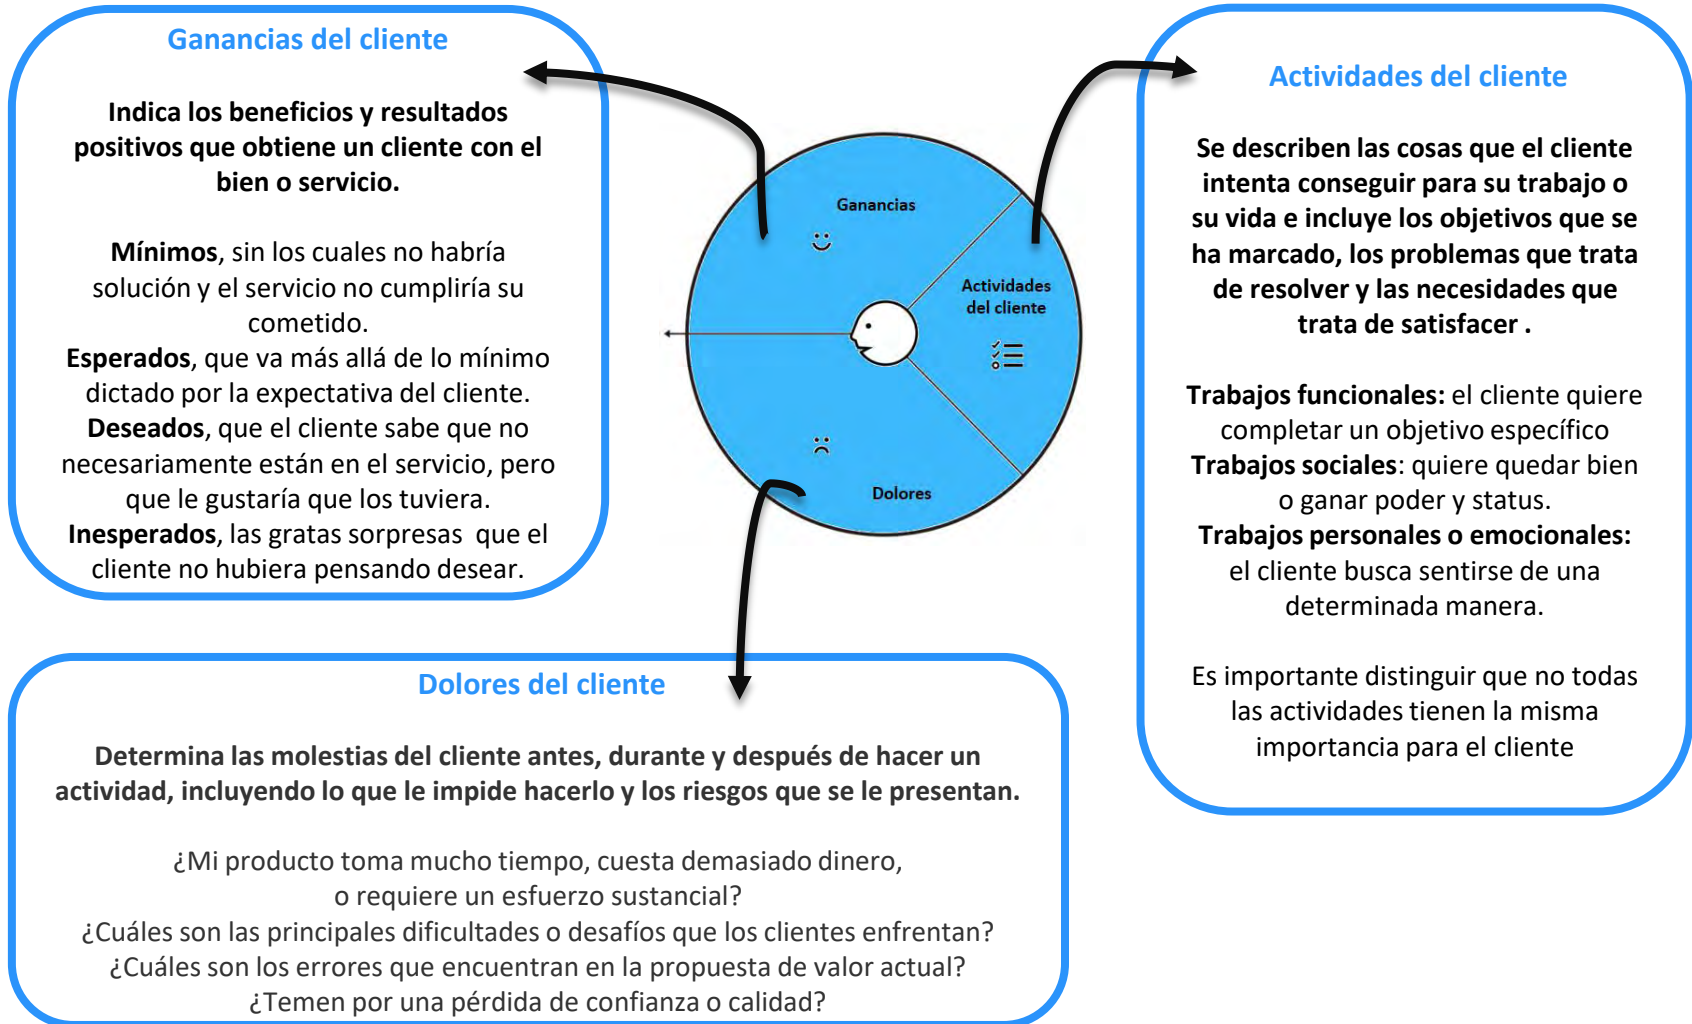 Ganancias del cliente
Indica los beneficios y resultados
positivos que obtiene un cliente con el
bien o servicio.
Mínimos, sin los cuales no habría
solución y el servicio no cumpliría su
cometido.
Esperados, que va más allá de lo mínimo
dictado por la expectativa del cliente.
Deseados, que el cliente sabe que no
necesariamente están en el servicio, pero
que le gustaría que los tuviera.
Inesperados, las gratas sorpresas  que el
cliente no hubiera pensando desear.
Ganancias
Actividades
del cliente
Dolores
Actividades del cliente
Se describen las cosas que el cliente
intenta conseguir para su trabajo o
su vida e incluye los objetivos que se
ha marcado, los problemas que trata
de resolver y las necesidades que
trata de satisfacer .
Trabajos funcionales: el cliente quiere
completar un objetivo específico
Trabajos sociales: quiere quedar bien
o ganar poder y status.
Trabajos personales o emocionales:
el cliente busca sentirse de una
determinada manera.
Es importante distinguir que no todas
las actividades tienen la misma
importancia para el cliente
Dolores del cliente
Determina las molestias del cliente antes, durante y después de hacer un
actividad, incluyendo lo que le impide hacerlo y los riesgos que se le presentan.
¿Mi producto toma mucho tiempo, cuesta demasiado dinero,
o requiere un esfuerzo sustancial?
¿Cuáles son las principales dificultades o desafíos que los clientes enfrentan?
¿Cuáles son los errores que encuentran en la propuesta de valor actual?
¿Temen por una pérdida de confianza o calidad?